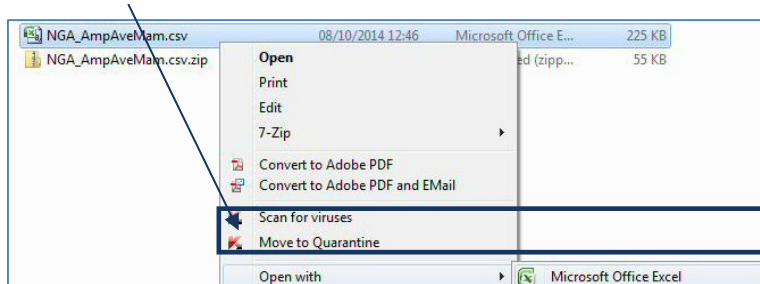 NGA_AmpAveMam.csv 08/10/2014 12:46 Microsoft Office E... 225 KB
NGA_AmpAveMam.csv.zip ed (zipp... 55 KB
Open
Print
Edit
7-Zip
Convert to Adobe PDF
Convert to Adobe PDF and EMail
Scan for viruses
Move to Quarantine
Open with Microsoft Office Excel